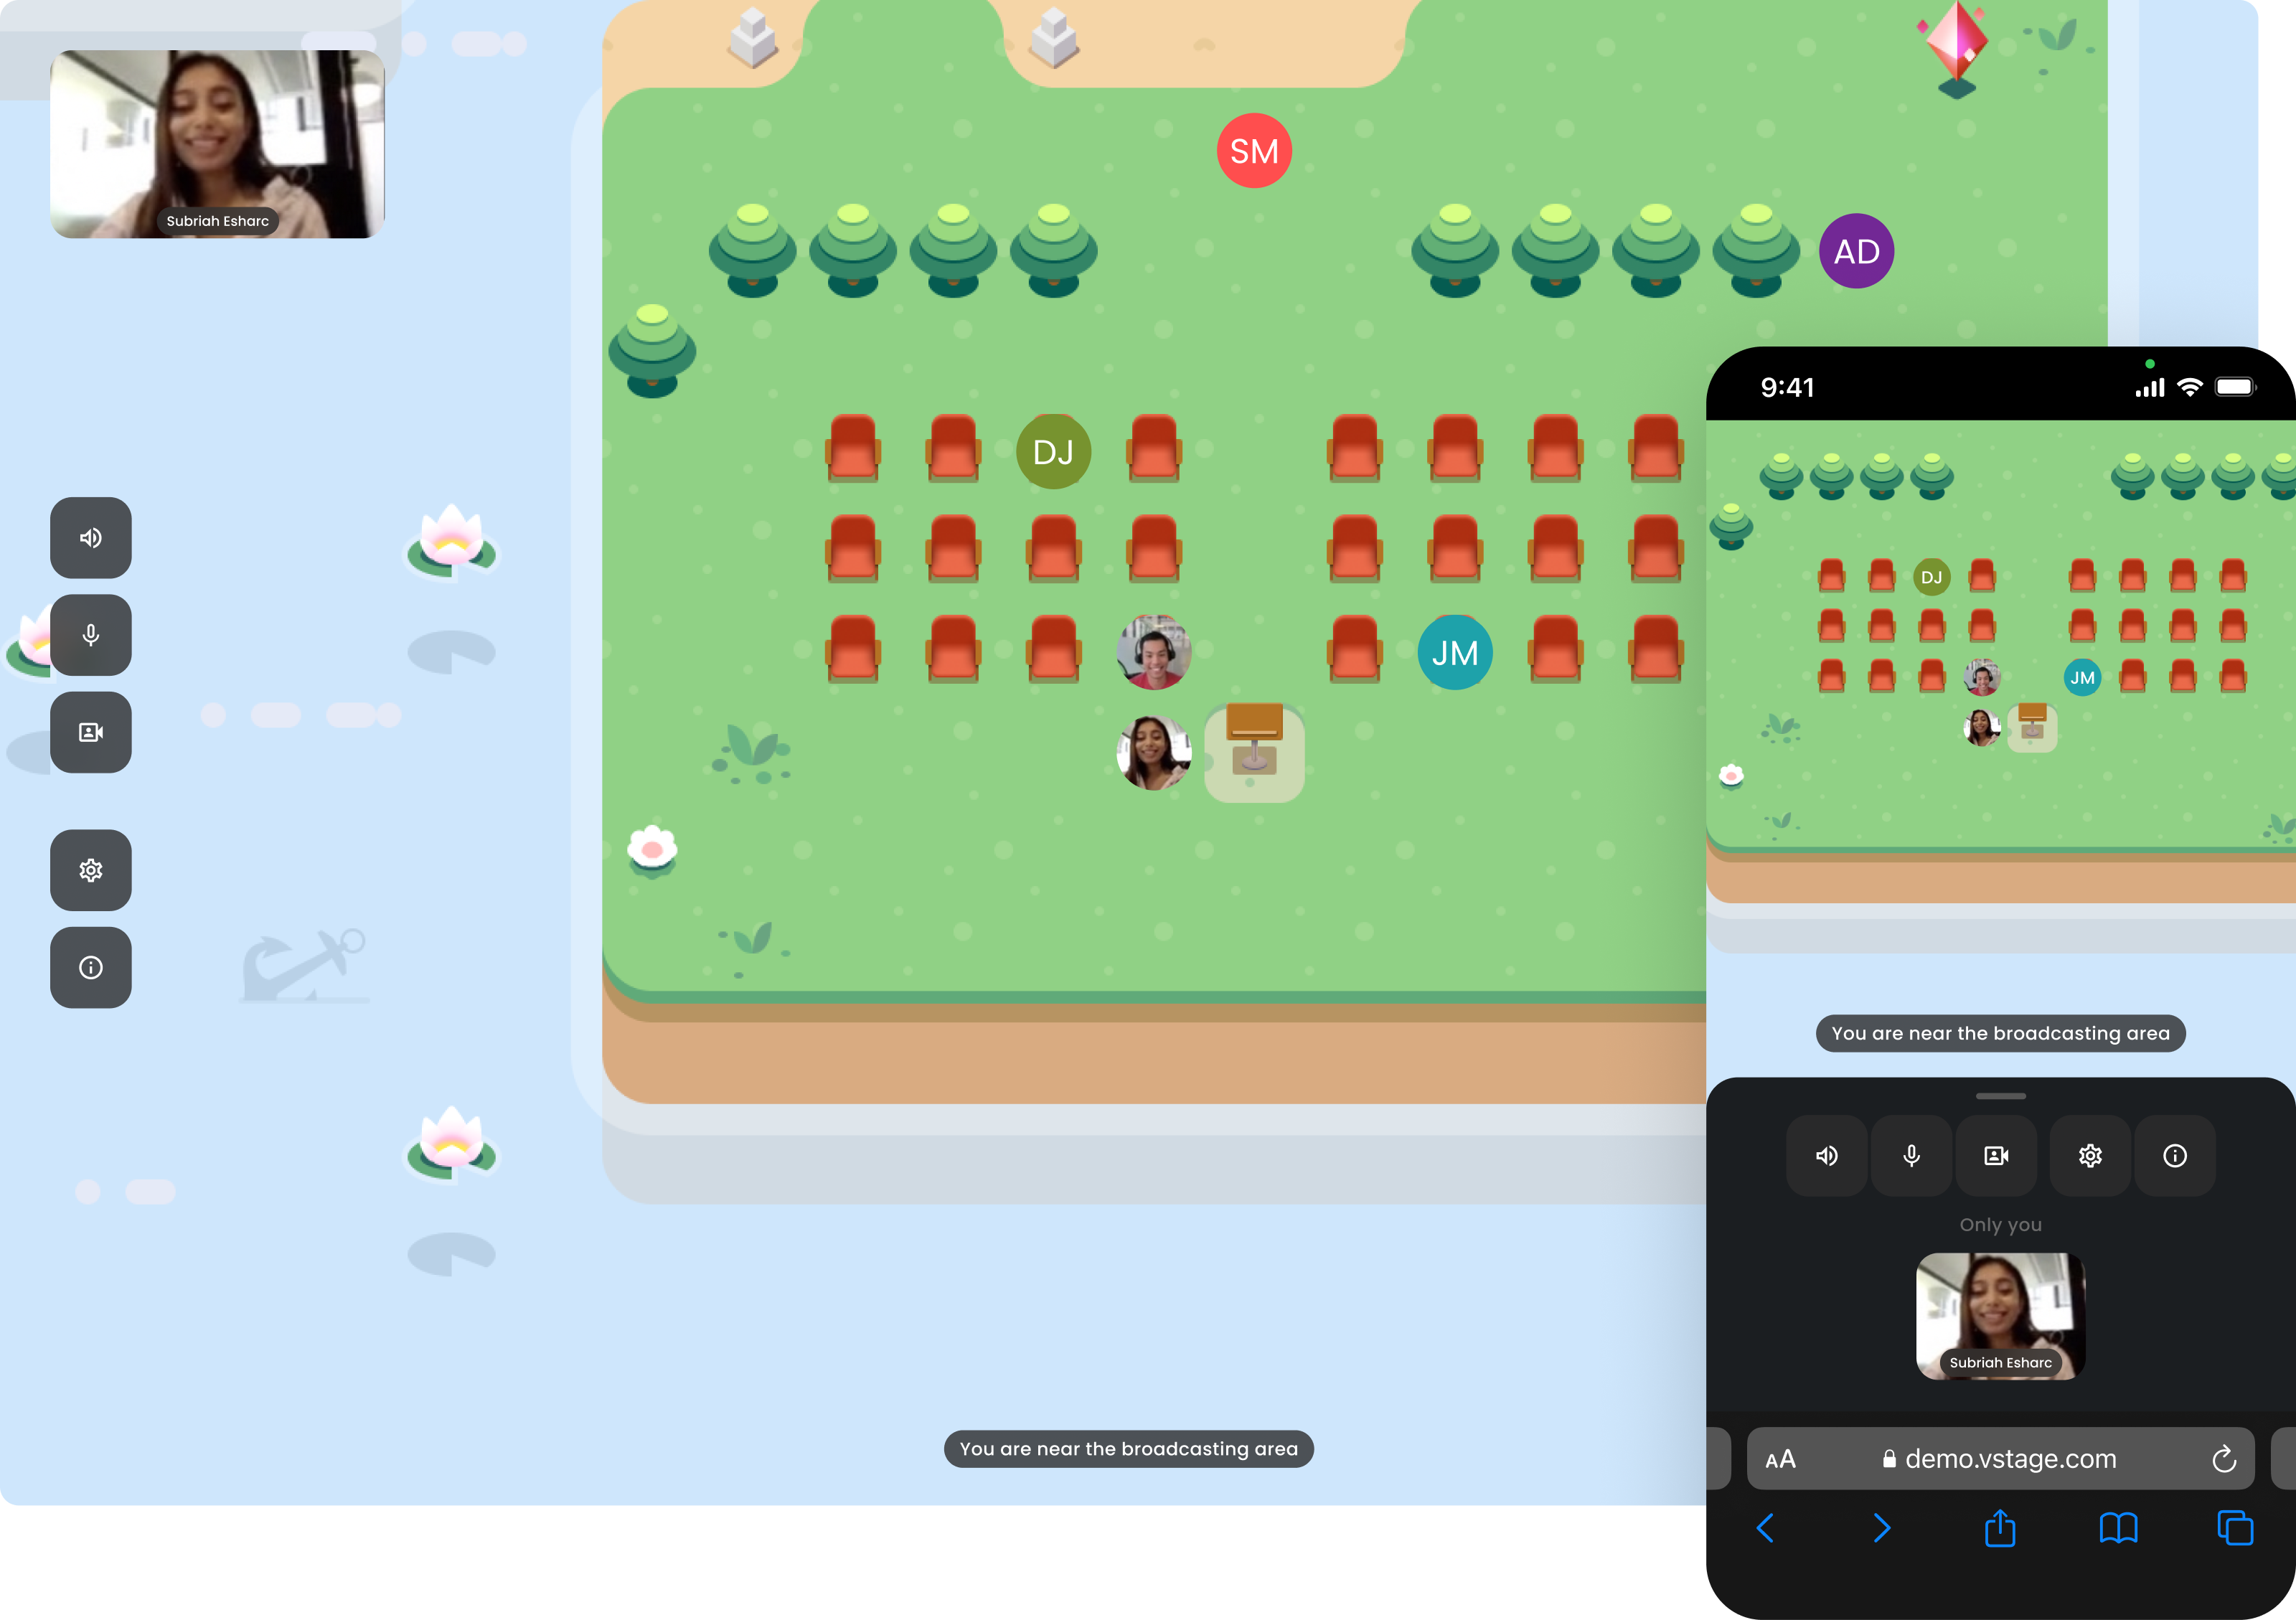 SM
Subriah Esharc
AD
9:41
DJ
DJ
JM
JM
You are near the broadcasting area
Only you
Subriah Esharc
You are near the broadcasting area
AA demo.vstage.com